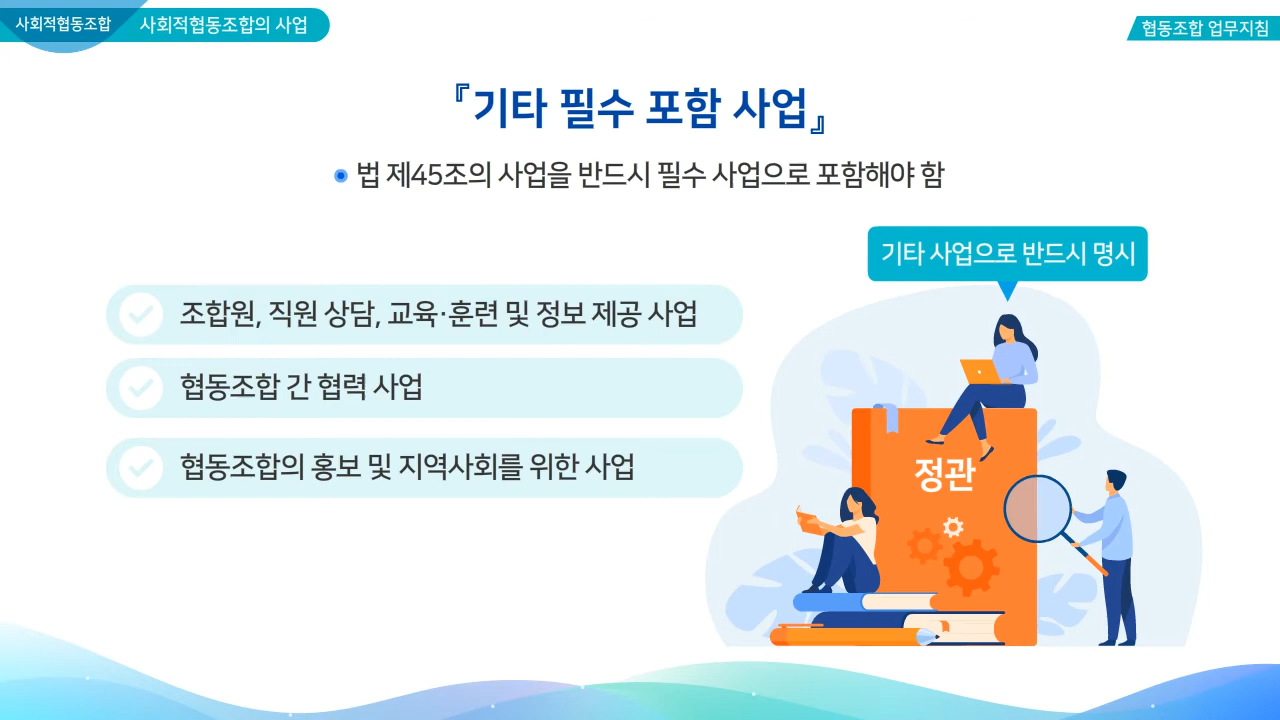 사회적협동조합
사회적협동조합의 사업
협동조합 업무지침
『기타 필수 포함 사업』
법 제45조의 사업을 반드시 필수 사업으로 포함해야 함
기타 사업으로 반드시 명시
조합원, 직원 상담, 교육·훈련 및 정보 제공 사업
협동조합 간 협력 사업
협동조합의 홍보 및 지역사회를 위한 사업
정관